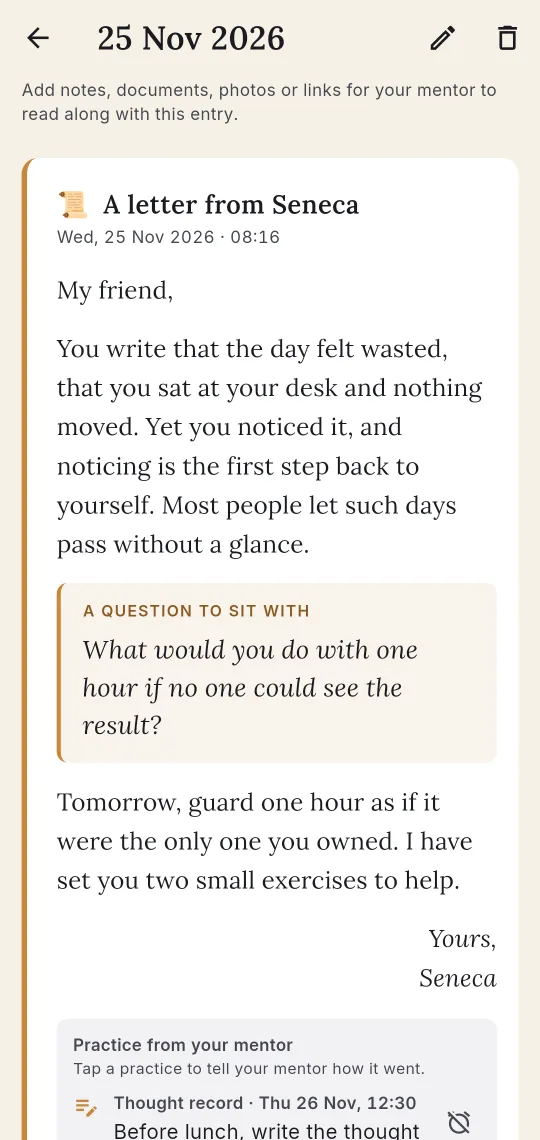 25 Nov 2026
Add notes, documents, photos or links for your mentor to
read along with this entry.
A letter from Seneca
Wed, 25 Nov 2026 · 08:16
My friend,
You write that the day felt wasted,
that you sat at your desk and nothing
moved. Yet you noticed it, and
noticing is the first step back to
yourself. Most people let such days
pass without a glance.
A QUESTION TO SIT WITH
What would you do with one
hour if no one could see the
result?
Tomorrow, guard one hour as if it
were the only one you owned. I have
set you two small exercises to help.
Yours,
Seneca
Practice from your mentor
Tap a practice to tell your mentor how it went.
Thought record · Thu 26 Nov, 12:30
Before lunch, write the thought